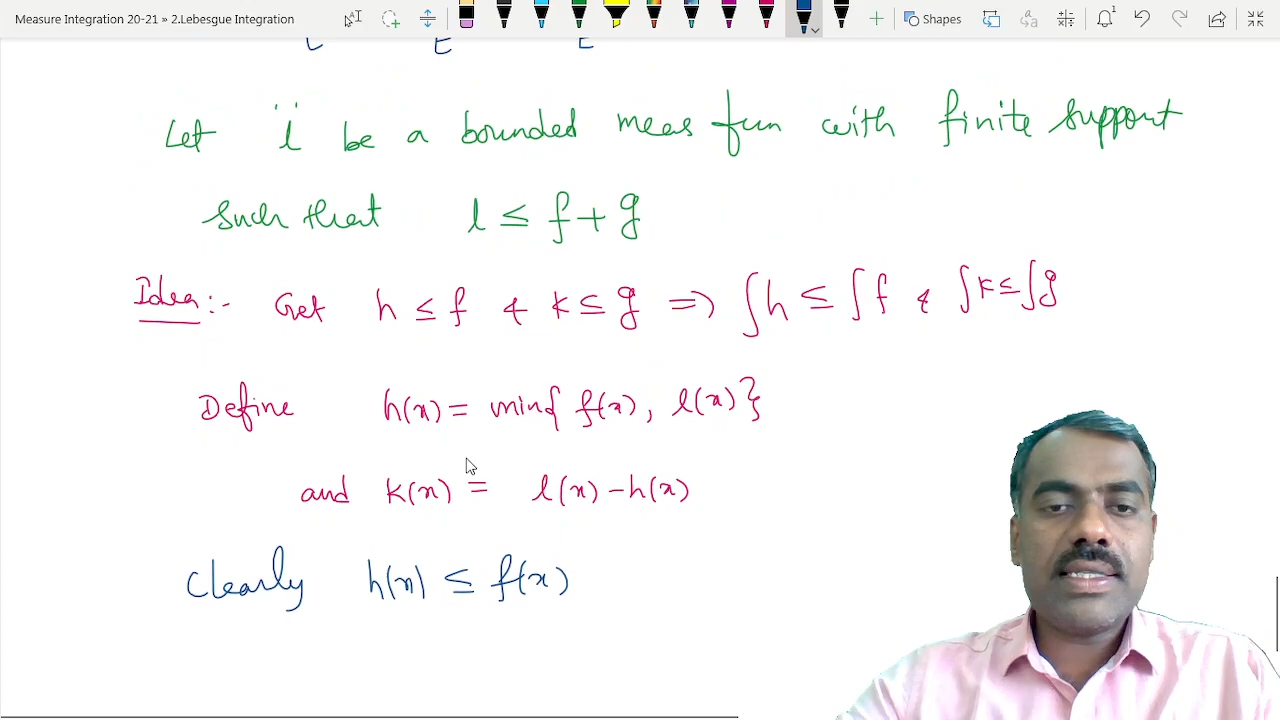 Measure Integration 20-21 » 2.Lebesgue Integration
Shapes
E E
Let "l" be a bounded meas fun with finite support
such that l ≤ f + g
Idea :- Get h ≤ f & k ≤ g ⇒ ∫h ≤ ∫f & ∫k ≤ ∫g
Define h(x) = min{ f(x), l(x) }
and k(x) = l(x) - h(x)
Clearly h(x) ≤ f(x)